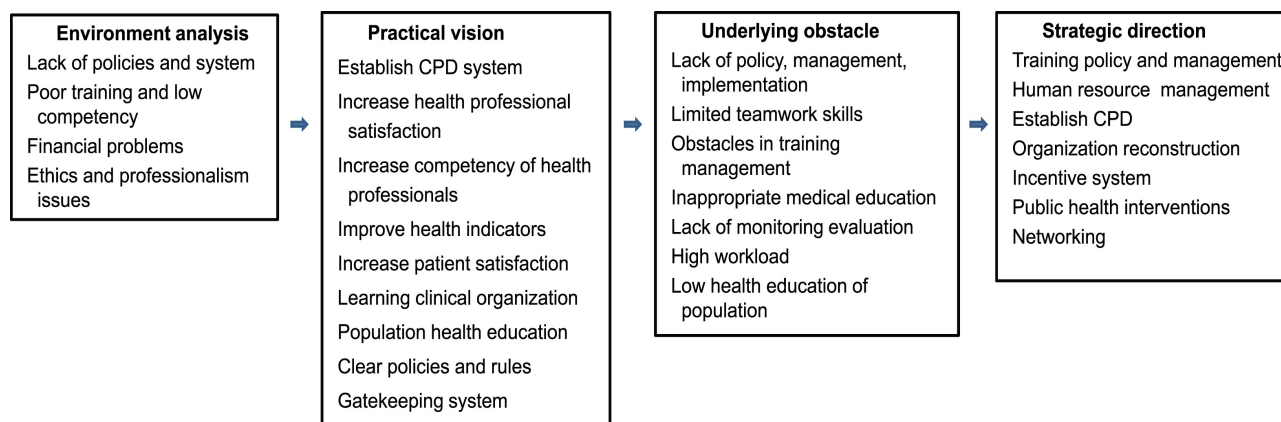 Environment analysis
Lack of policies and system
Poor training and low
competency
Financial problems
Ethics and professionalism
issues
Practical vision
Establish CPD system
Increase health professional
satisfaction
Increase competency of health
professionals
Improve health indicators
Increase patient satisfaction
Learning clinical organization
Population health education
Clear policies and rules
Gatekeeping system
Underlying obstacle
Lack of policy, management,
implementation
Limited teamwork skills
Obstacles in training
management
Inappropriate medical education
Lack of monitoring evaluation
High workload
Low health education of
population
Strategic direction
Training policy and management
Human resource management
Establish CPD
Organization reconstruction
Incentive system
Public health interventions
Networking